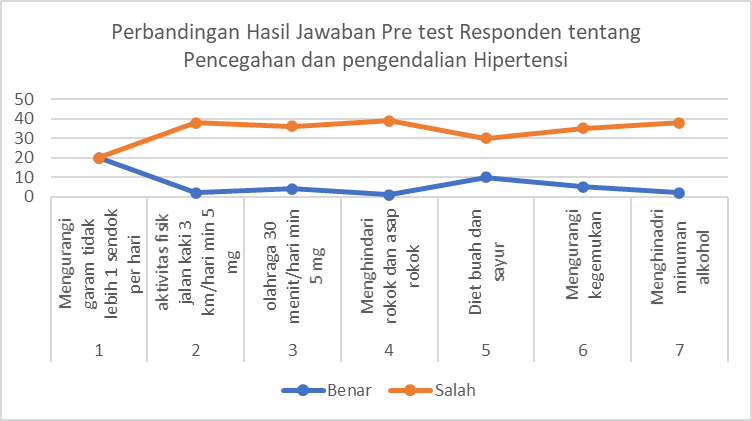 Perbandingan Hasil Jawaban Pre test Responden tentang
Pencegahan dan pengendalian Hipertensi
50
40
30
20
10
0
Mengurangi
garam tidak
lebih 1 sendok
per hari
aktivitas fisik
jalan kaki 3
km/hari min 5
mg
olahraga 30
menit/hari min
5 mg
Menghindari
rokok dan asap
rokok
Diet buah dan
sayur
Mengurangi
kegemukan
Menghinadri
minuman
alkohol
1
2
3
4
5
6
7
Benar
Salah